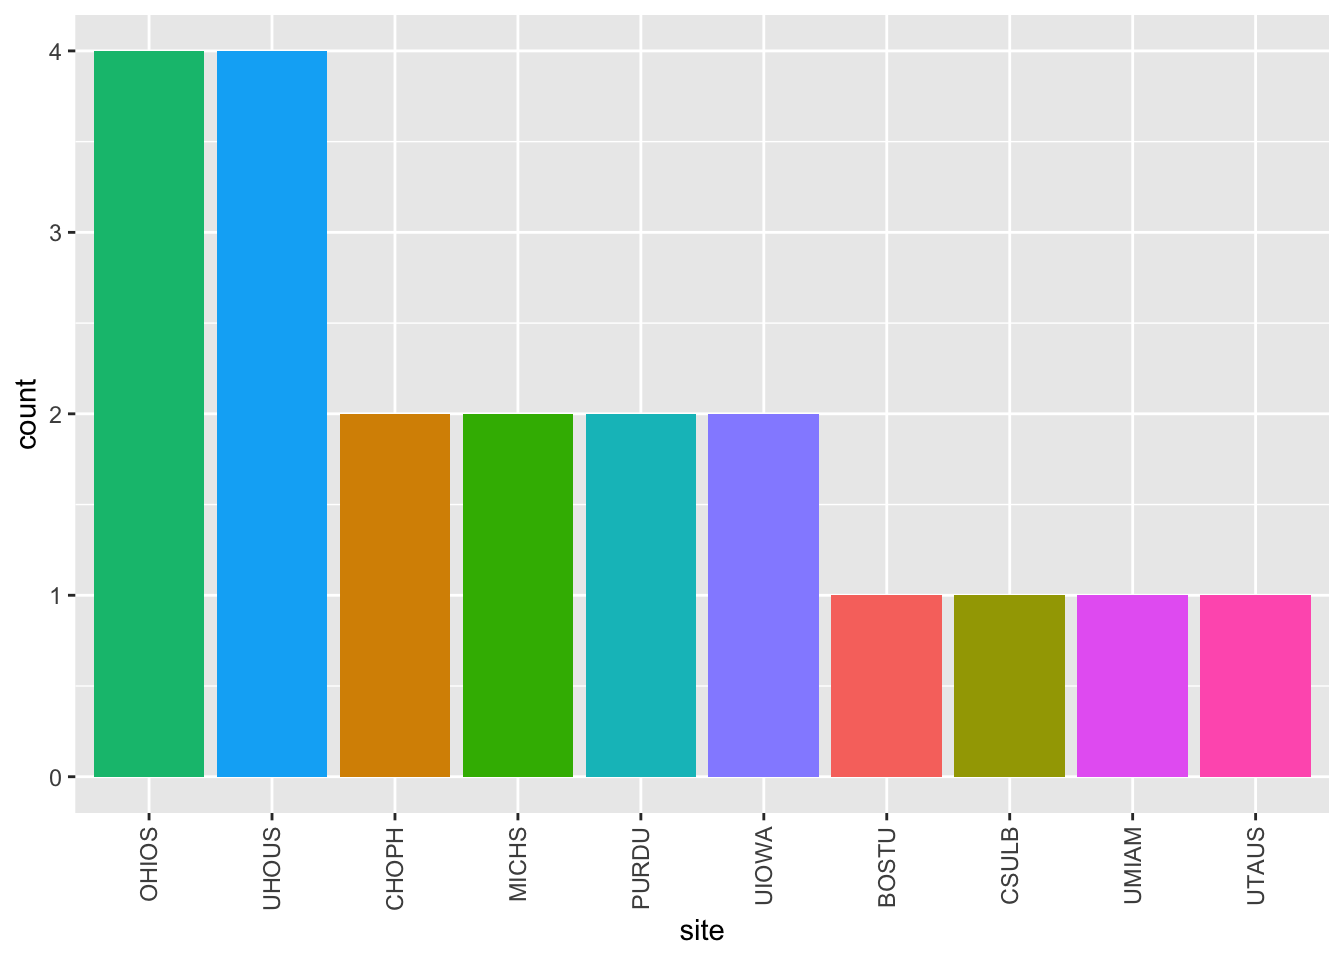 4
3
2
1
0
count
OHIOS
UHOUS
CHOPH
MICHS
PURDU
UIOWA
BOSTU
CSULB
UMIAM
UTAUS
site